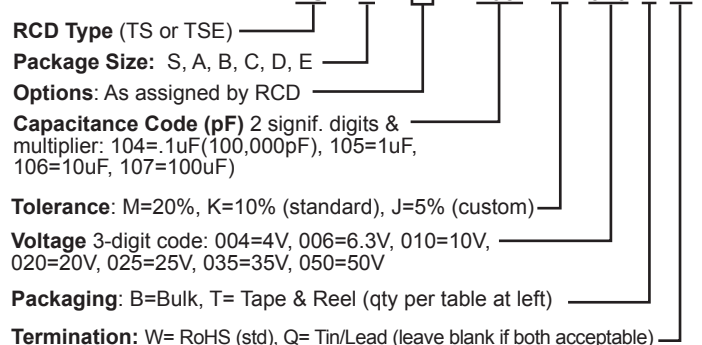 RCD Type (TS or TSE)
Package Size: S, A, B, C, D, E
Options: As assigned by RCD
Capacitance Code (pF) 2 signif. digits &
multiplier: 104=.1uF(100,000pF), 105=1uF,
106=10uF, 107=100uF)
Tolerance: M=20%, K=10% (standard), J=5% (custom)
Voltage 3-digit code: 004=4V, 006=6.3V, 010=10V,
020=20V, 025=25V, 035=35V, 050=50V
Packaging: B=Bulk, T= Tape & Reel (qty per table at left)
Termination: W= RoHS (std), Q= Tin/Lead (leave blank if both acceptable)